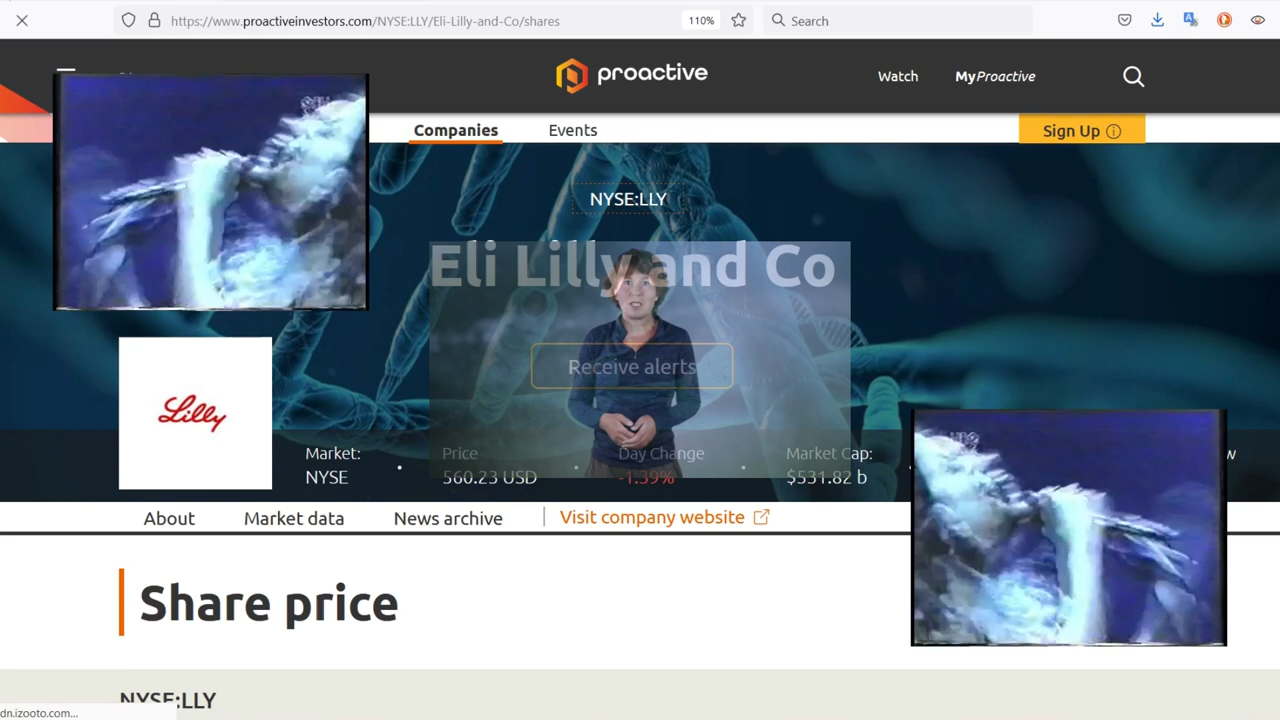 https://www.proactiveinvestors.com/NYSE:LLY/Eli-Lilly-and-Co/shares
110%
Search
proactive
Watch
MyProactive
Companies
Events
Sign Up
NYSE:LLY
Eli Lilly and Co
Receive alerts
Lilly
Market:
NYSE
Price
560.23 USD
Day Change
-1.39%
Market Cap:
$531.82 b
About
Market data
News archive
Visit company website
Share price
NYSE:LLY
dn.izooto.com...